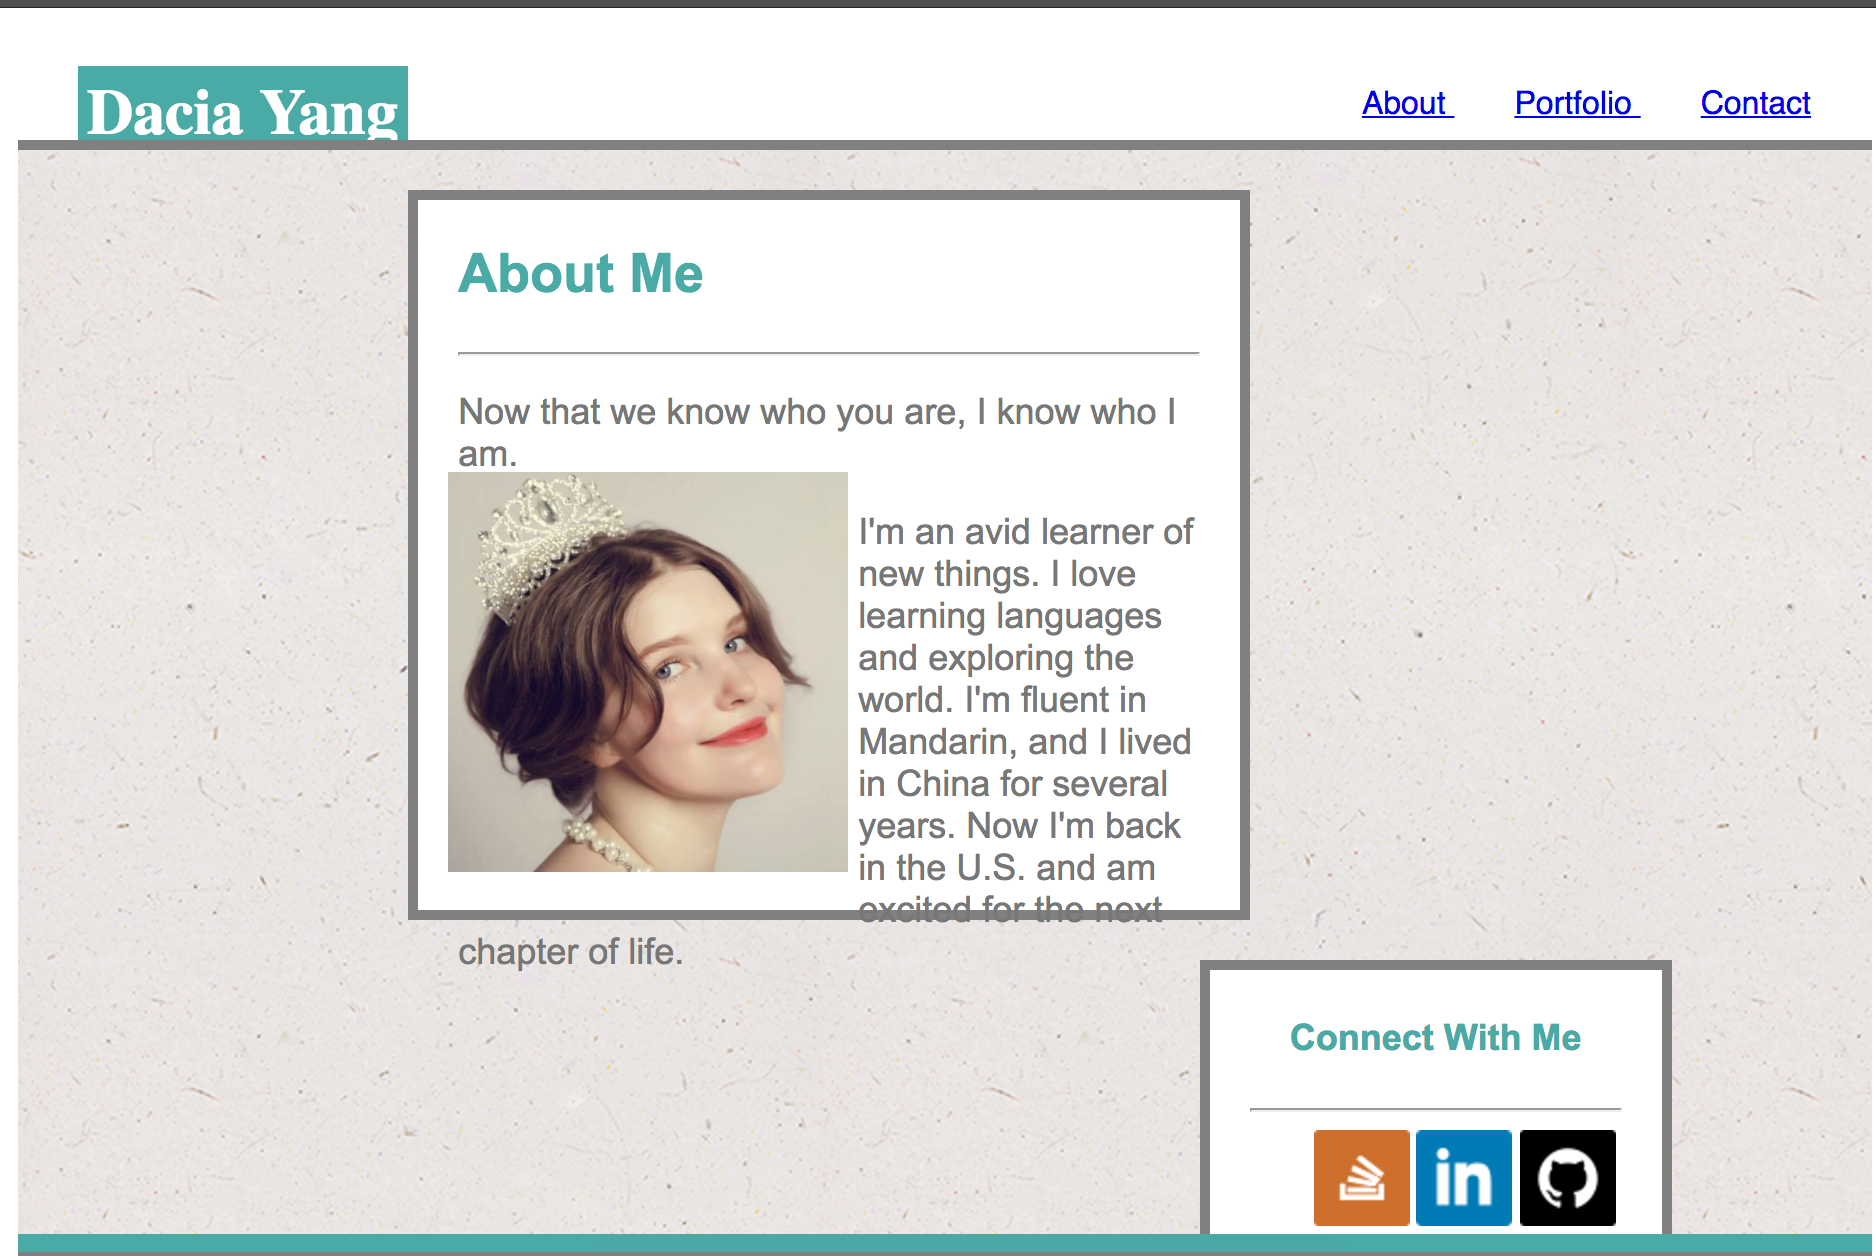 Dacia Yang
About Portfolio Contact
About Me
Now that we know who you are, I know who I
am.
I'm an avid learner of
new things. I love
learning languages
and exploring the
world. I'm fluent in
Mandarin, and I lived
in China for several
years. Now I'm back
in the U.S. and am
excited for the next
chapter of life.
Connect With Me
in